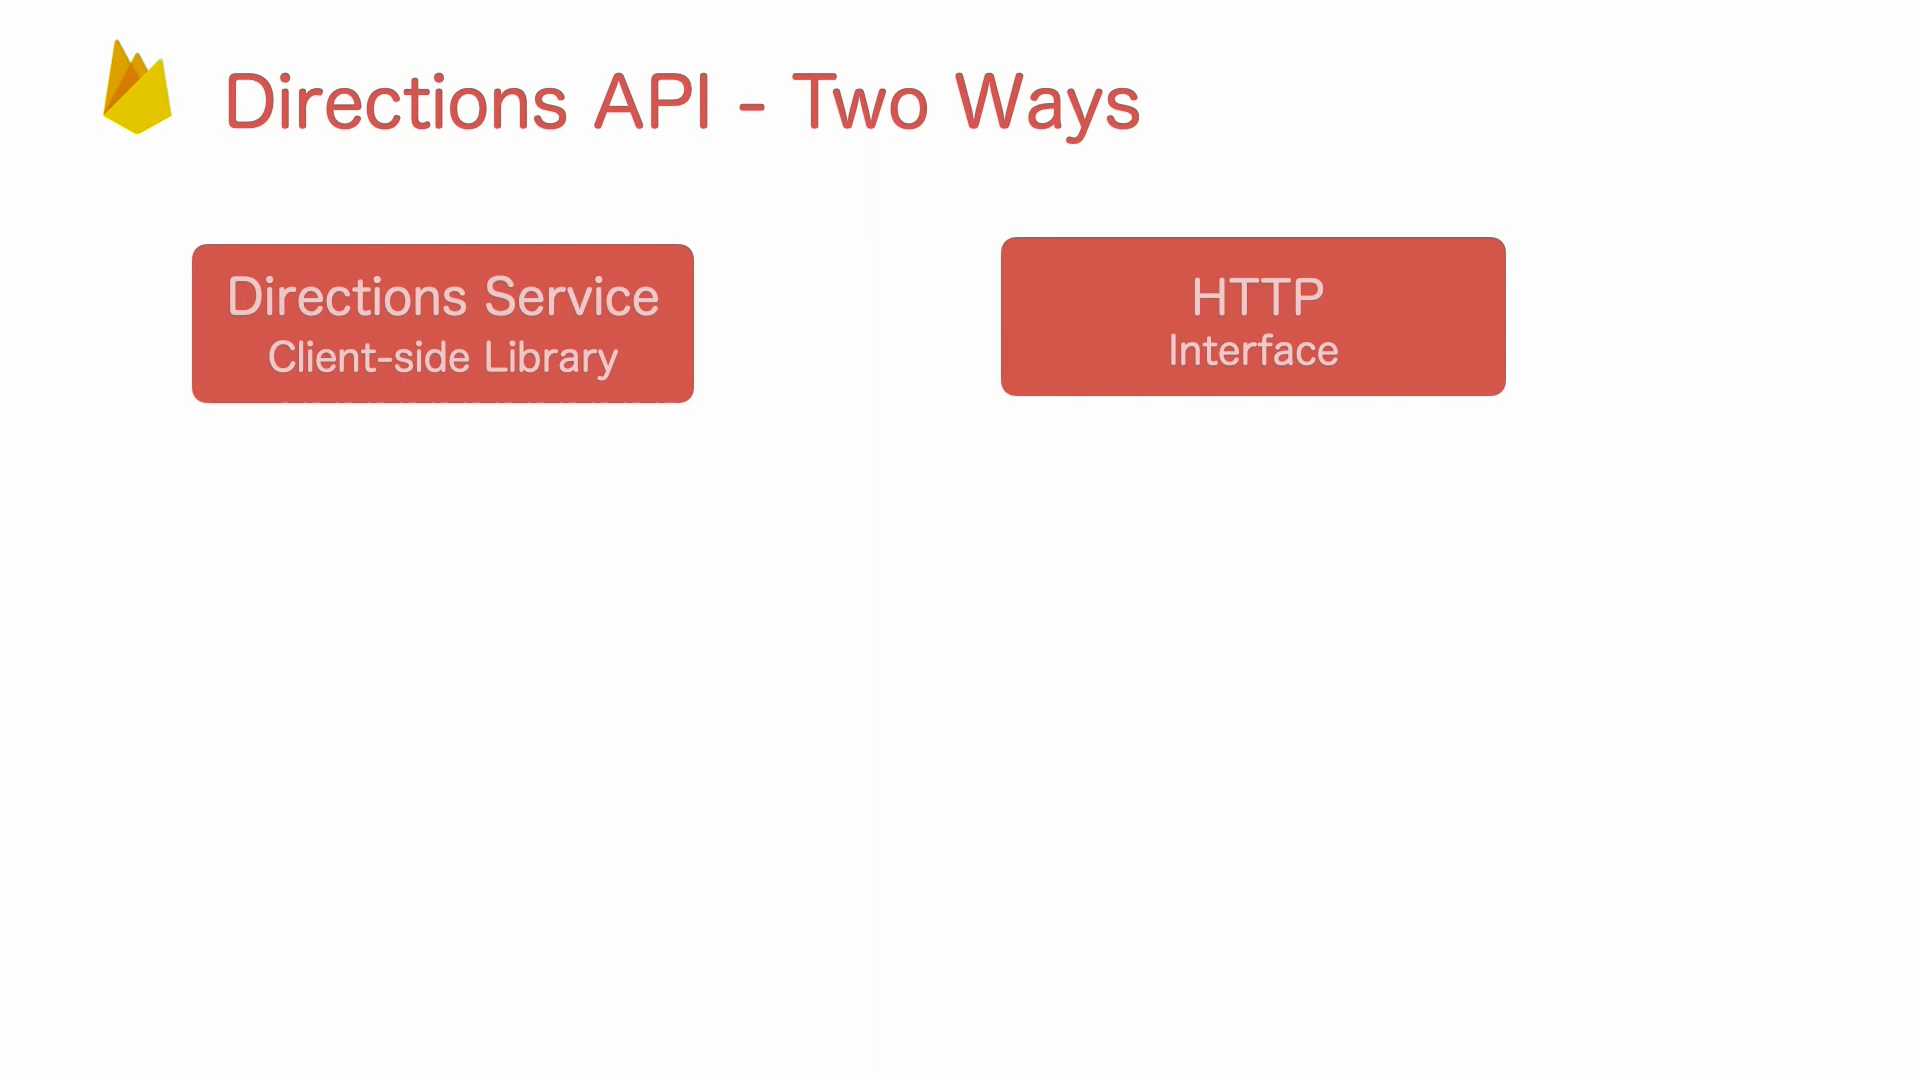 Directions API - Two Ways
Directions Service
Client-side Library
HTTP
Interface